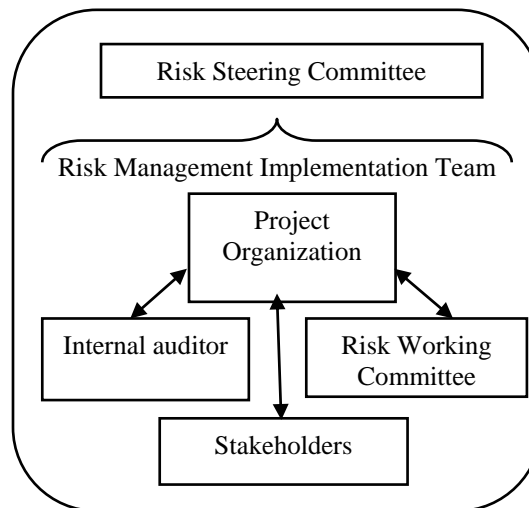 Risk Steering Committee
Risk Management Implementation Team
Project
Organization
Internal auditor
Risk Working
Committee
Stakeholders